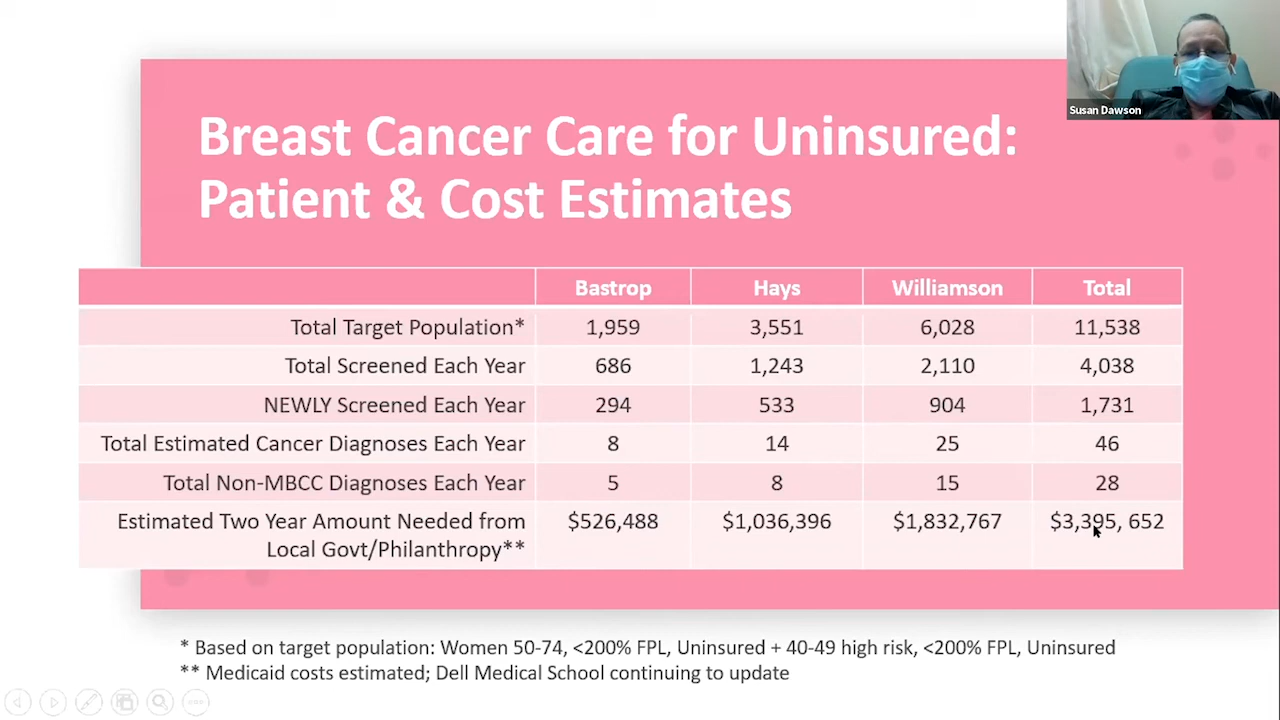 Susan Dawson
Breast Cancer Care for Uninsured:
Patient & Cost Estimates
Bastrop Hays Williamson Total
Total Target Population* 1,959 3,551 6,028 11,538
Total Screened Each Year 686 1,243 2,110 4,038
NEWLY Screened Each Year 294 533 904 1,731
Total Estimated Cancer Diagnoses Each Year 8 14 25 46
Total Non-MBCC Diagnoses Each Year 5 8 15 28
Estimated Two Year Amount Needed from $526,488 $1,036,396 $1,832,767 $3,395, 652
Local Govt/Philanthropy**
* Based on target population: Women 50-74, <200% FPL, Uninsured + 40-49 high risk, <200% FPL, Uninsured
** Medicaid costs estimated; Dell Medical School continuing to update